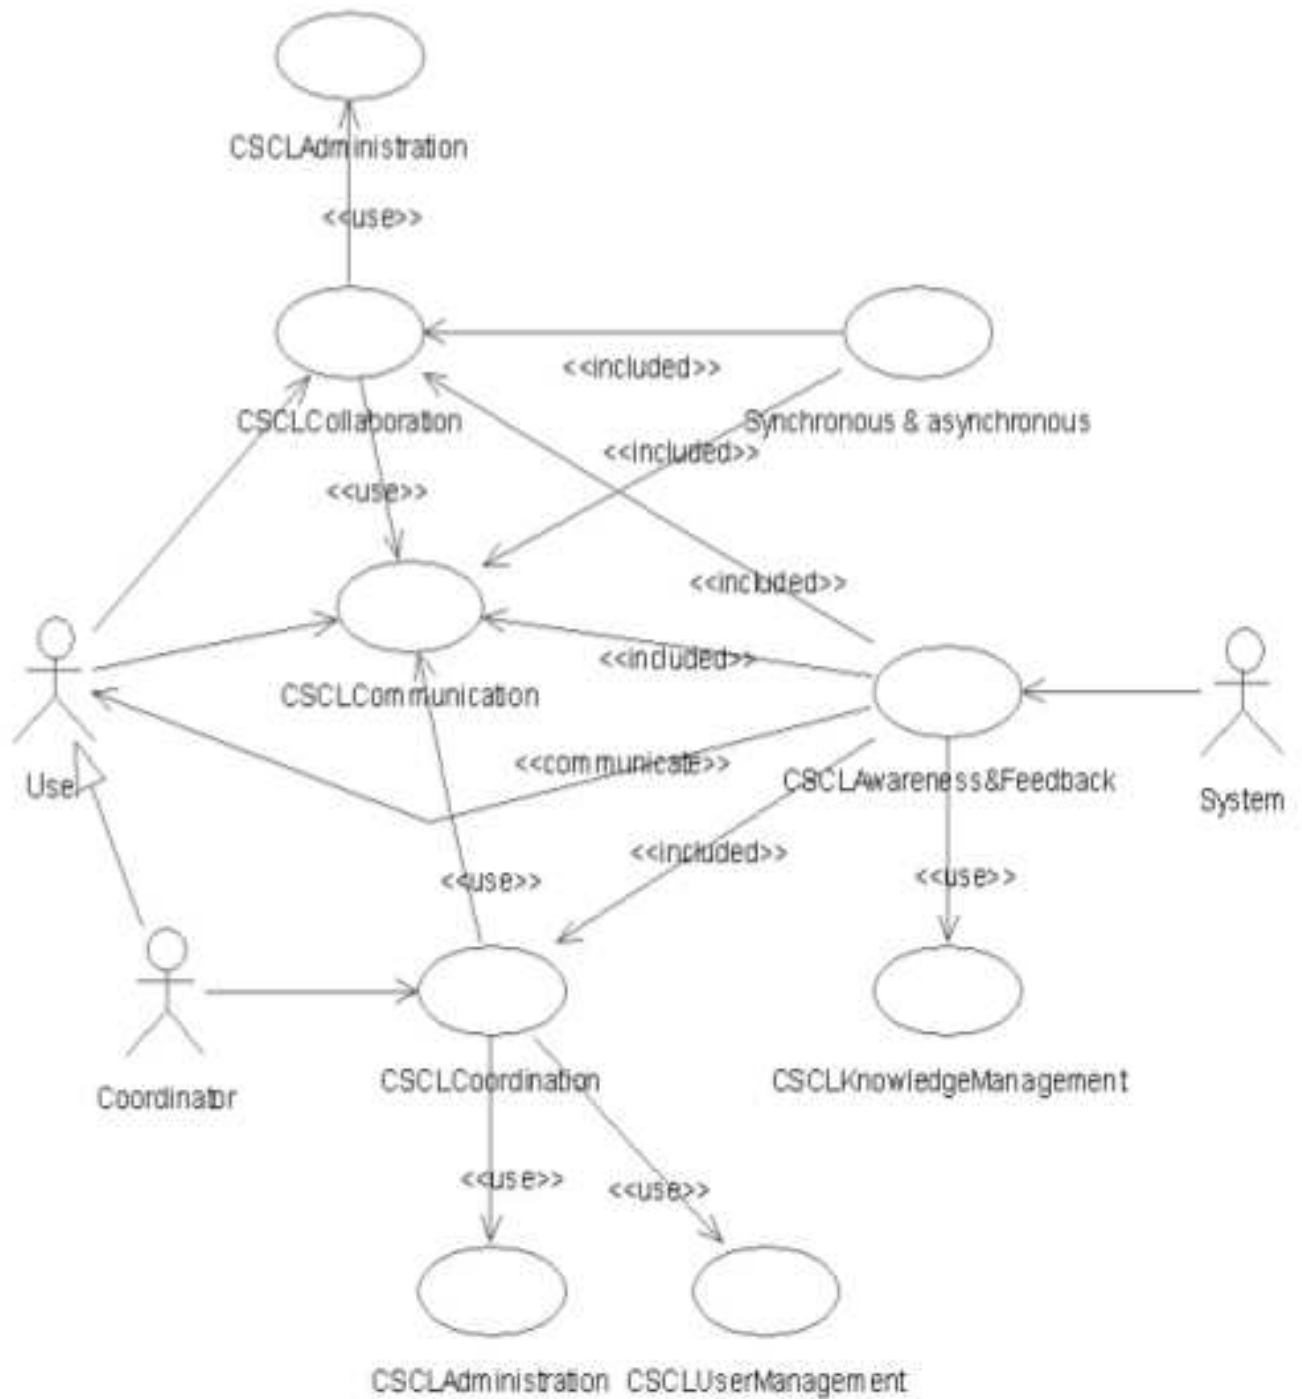 CSCLAdministration
<<use>>
<<included>>
CSCLCollaboration
Synchronous & asynchronous
<<included>>
<<use>>
<<included>>
<<included>>
CSCLCommunication
<<communicate>>
CSCLAwareness&Feedback
User
System
<<included>>
<<use>>
<<use>>
CSCLCoordination
CSCLKnowledgeManagement
Coordinator
<<use>>
<<use>>
CSCLAdministration
CSCLUserManagement